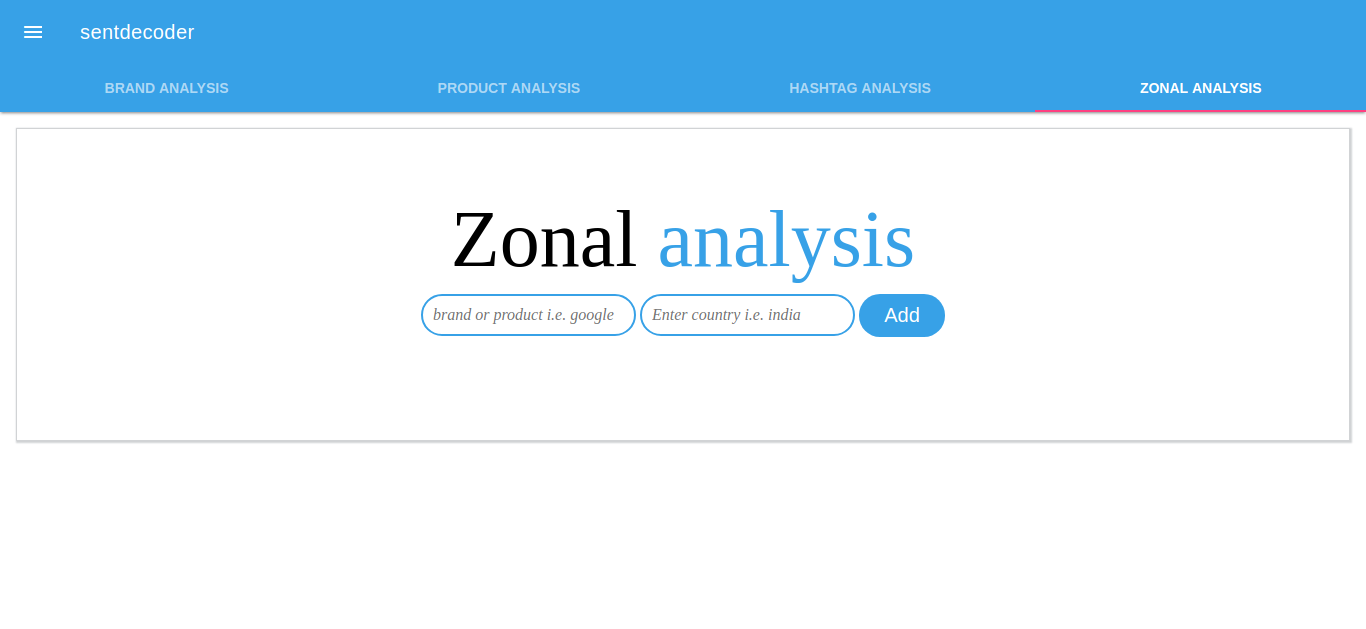 sentdecoder
BRAND ANALYSIS PRODUCT ANALYSIS HASHTAG ANALYSIS ZONAL ANALYSIS
Zonal analysis
brand or product i.e. google Enter country i.e. india Add